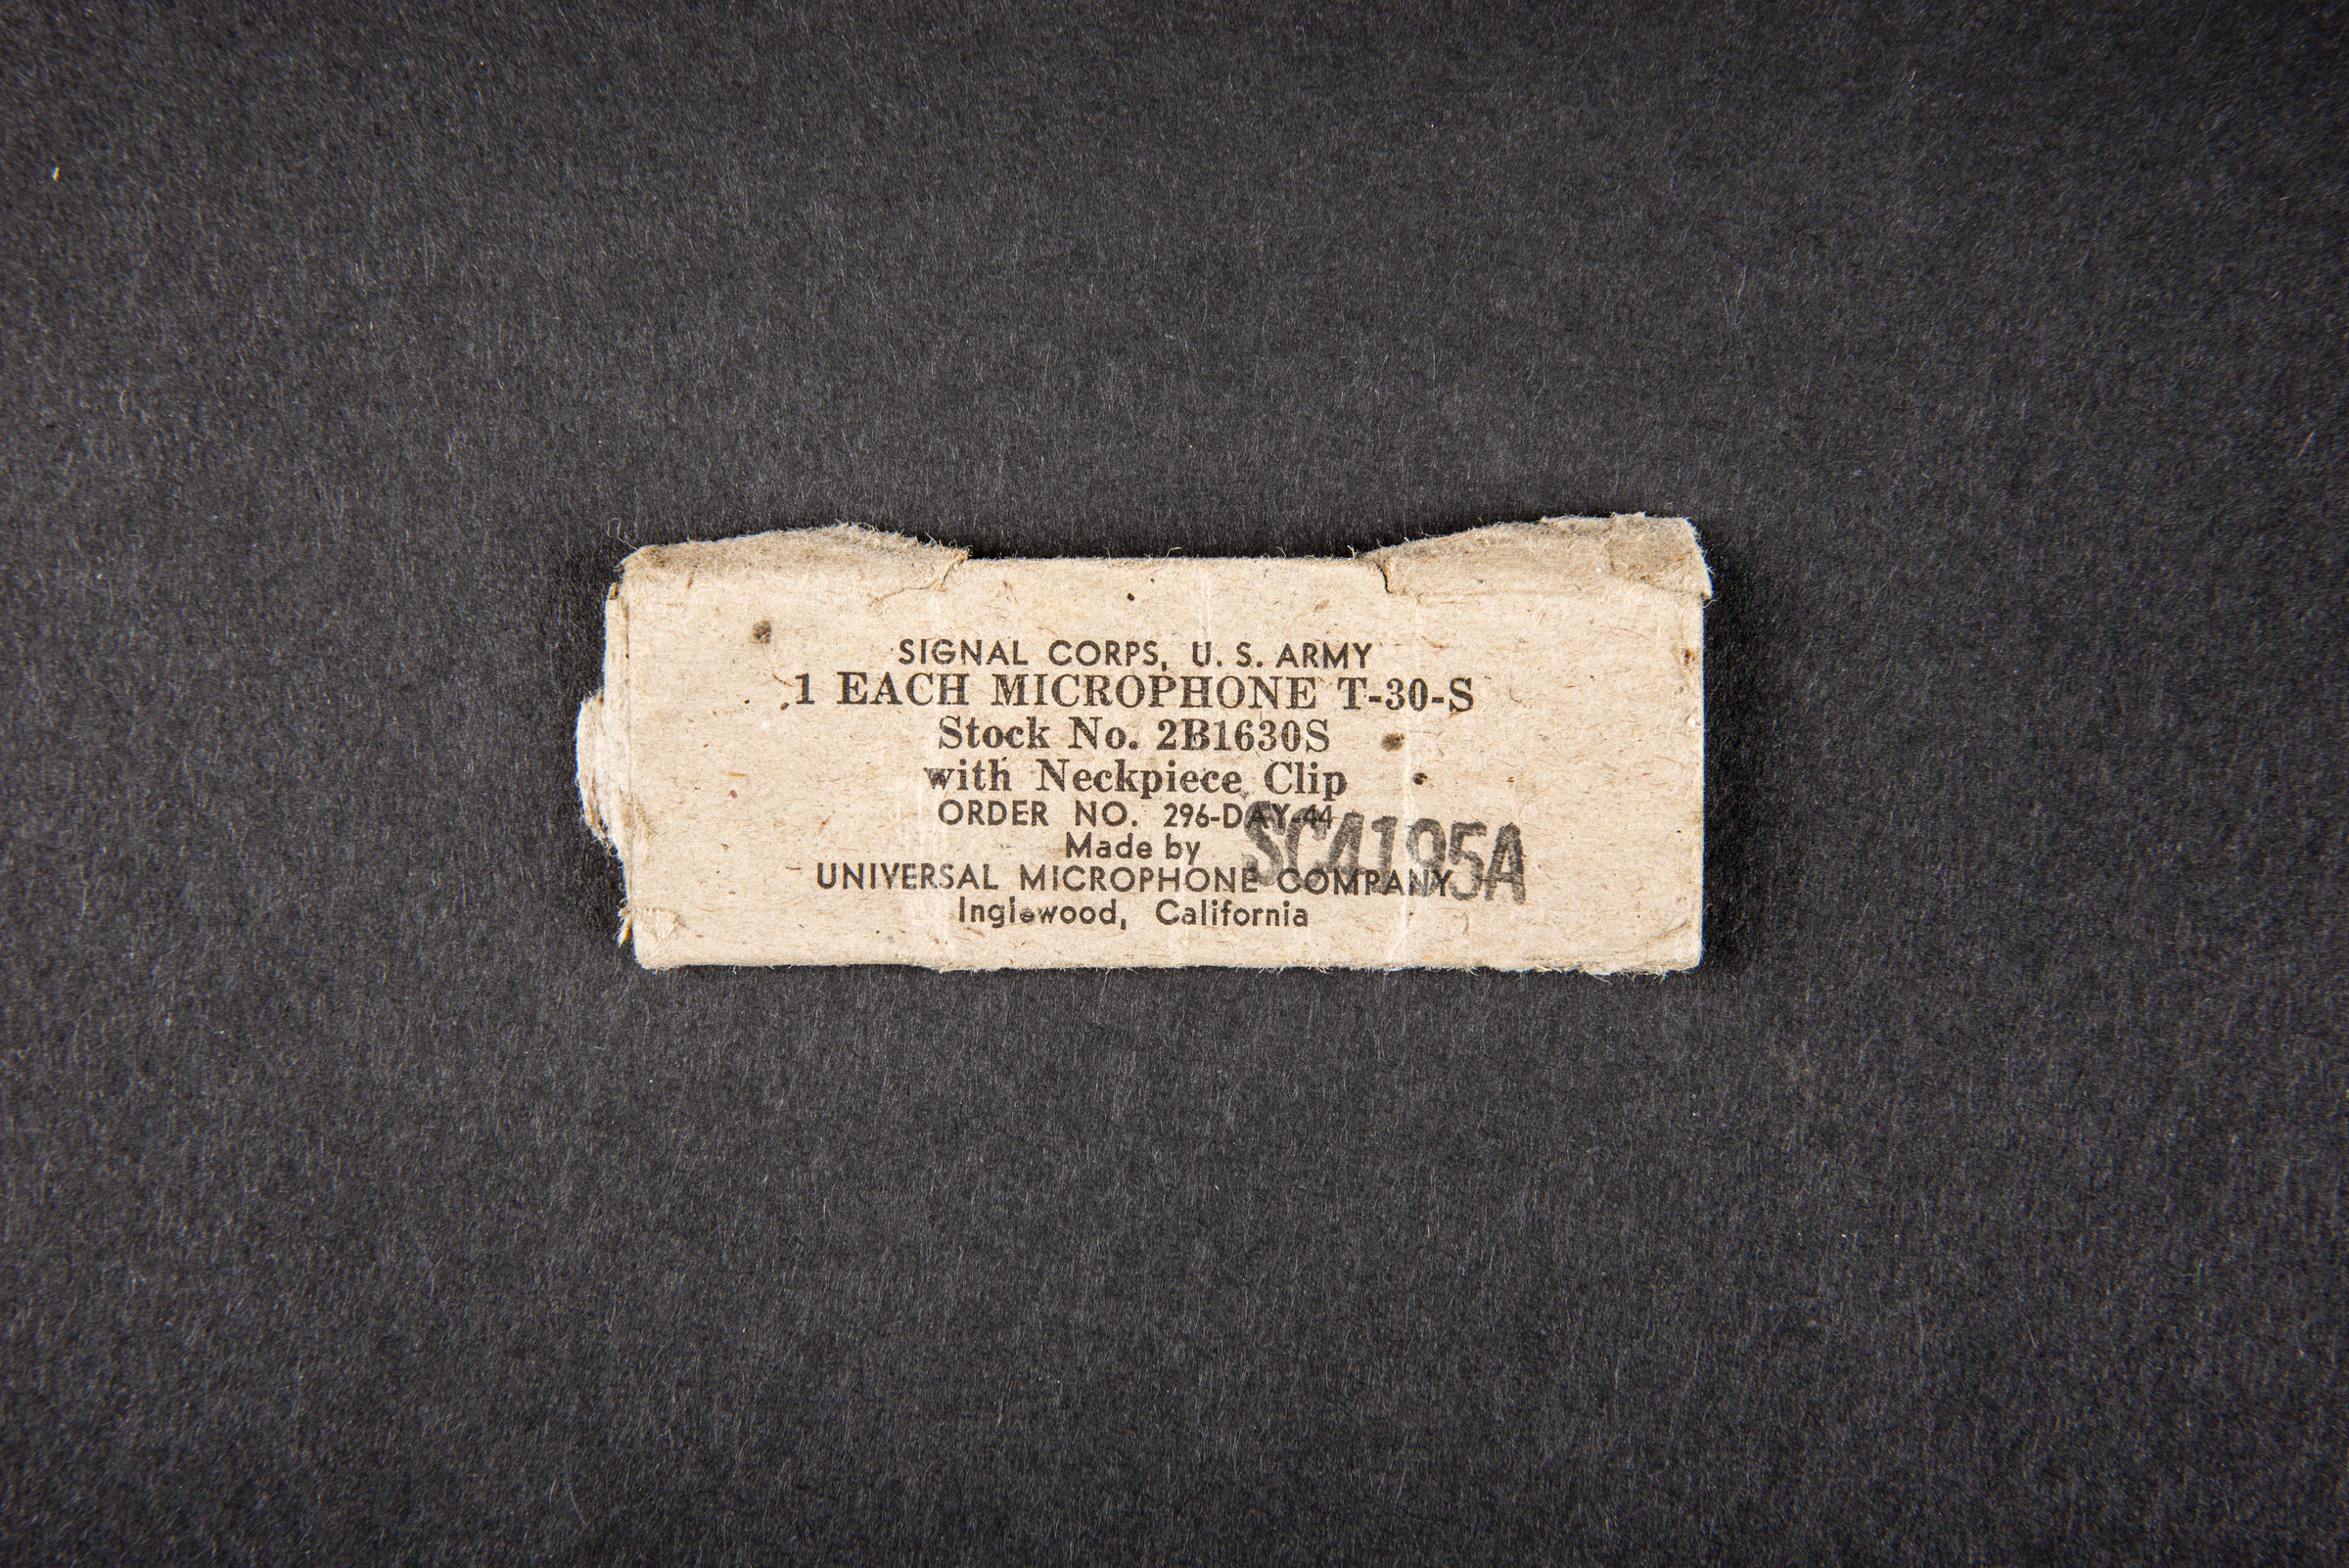 SIGNAL CORPS, U. S. ARMY
1 EACH MICROPHONE T-30-S
Stock No. 2B1630S
with Neckpiece Clip
ORDER NO. 296-DAY-44
Made by
SC4195A
UNIVERSAL MICROPHONE COMPANY
Inglewood, California